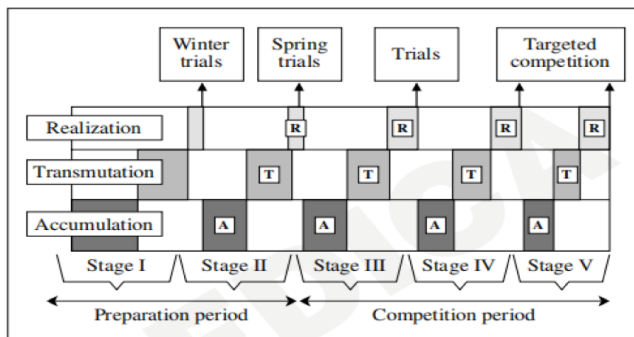 Winter trials
Spring trials
Trials
Targeted competition
Realization
R R R R
Transmutation
T T T T
Accumulation
A A A A
Stage I Stage II Stage III Stage IV Stage V
Preparation period Competition period
EDICA